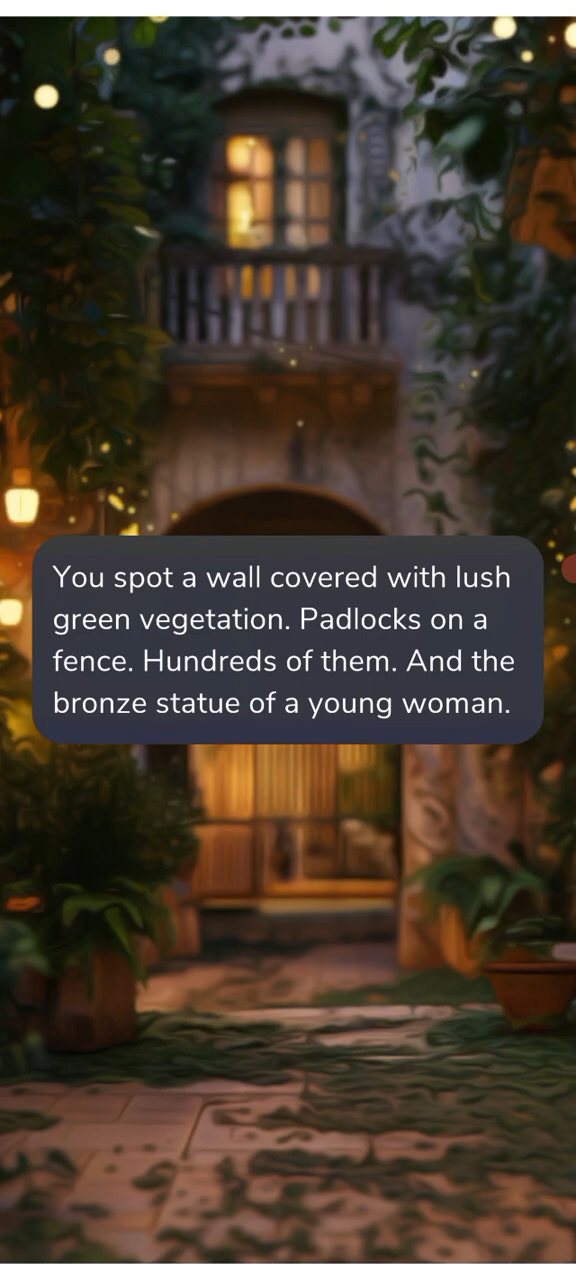 You spot a wall covered with lush
green vegetation. Padlocks on a
fence. Hundreds of them. And the
bronze statue of a young woman.